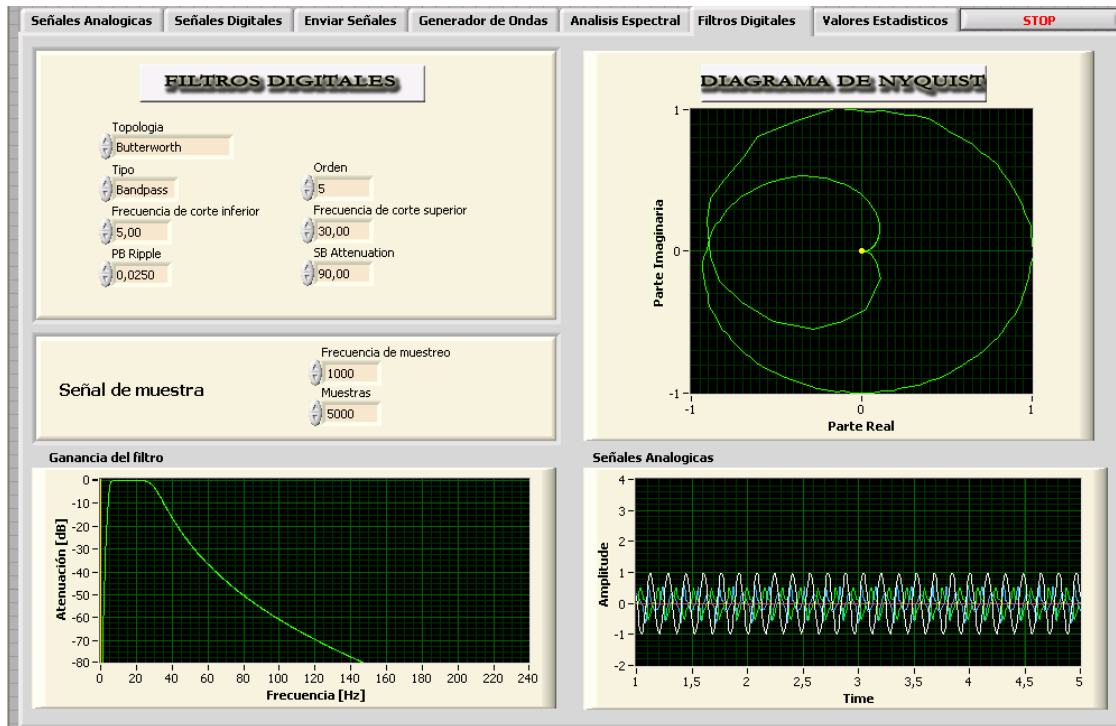 Señales Analogicas
Señales Digitales
Enviar Señales
Generador de Ondas
Analisis Espectral
Filtros Digitales
Valores Estadisticos
STOP
FILTROS DIGITALES
Topologia
Butterworth
Tipo
Bandpass
Orden
5
Frecuencia de corte inferior
5,00
Frecuencia de corte superior
30,00
PB Ripple
0,0250
SB Attenuation
90,00
Señal de muestra
Frecuencia de muestreo
1000
Muestras
5000
DIAGRAMA DE NYQUIST
Parte Imaginaria
1
0
-1
-1 0 1
Parte Real
Ganancia del filtro
Atenuación [dB]
0
-10
-20
-30
-40
-50
-60
-70
-80
0 20 40 60 80 100 120 140 160 180 200 220 240
Frecuencia [Hz]
Señales Analogicas
Amplitude
4
3
2
1
0
-1
-2
1 1,5 2 2,5 3 3,5 4 4,5 5
Time